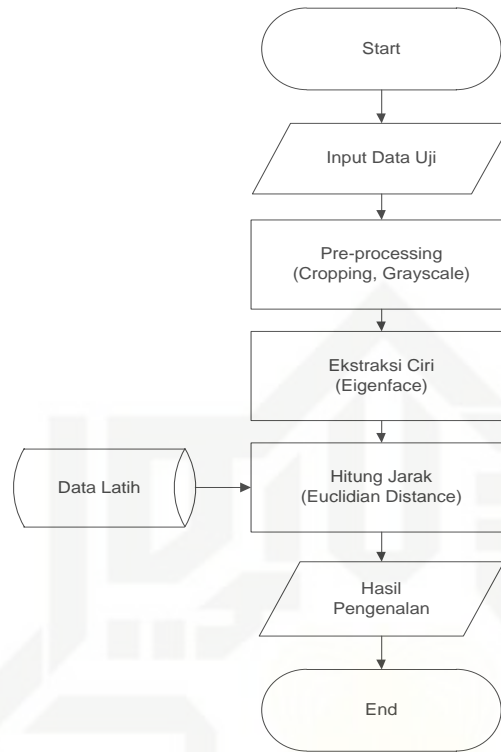 Start
Input Data Uji
Pre-processing
(Cropping, Grayscale)
Ekstraksi Ciri
(Eigenface)
Data Latih
Hitung Jarak
(Euclidian Distance)
Hasil
Pengenalan
End